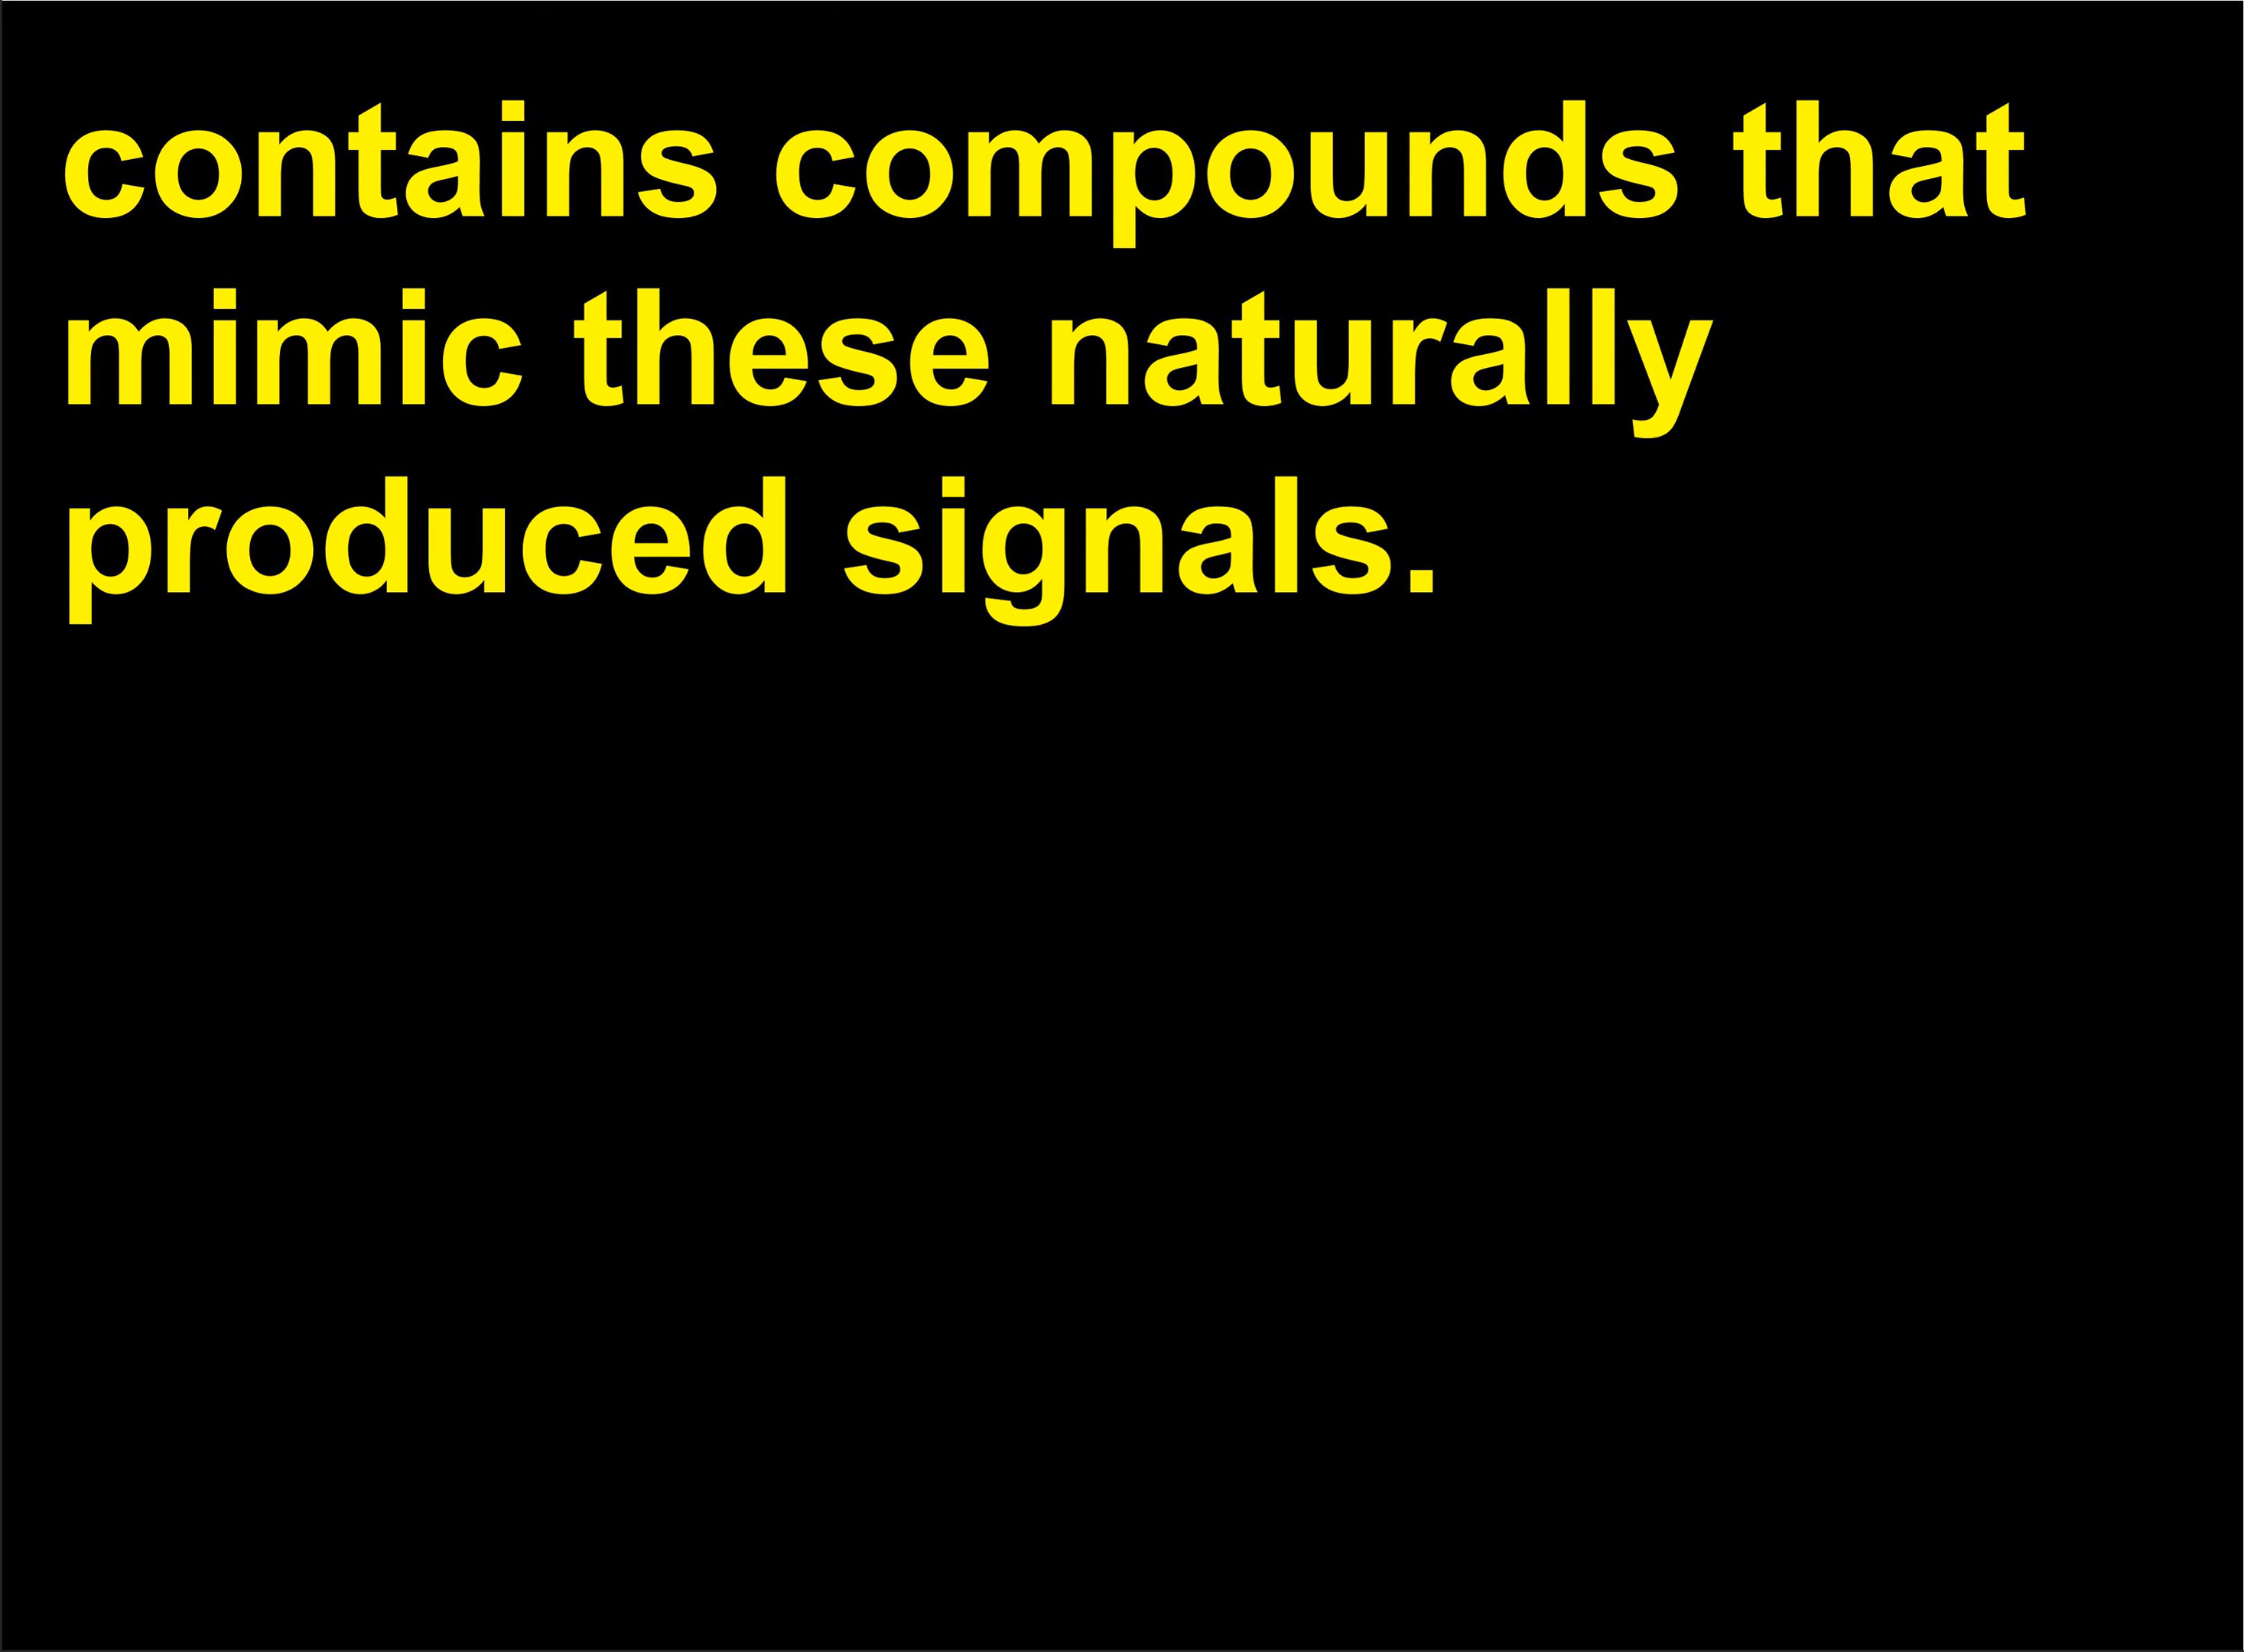 contains compounds that
mimic these naturally
produced signals.